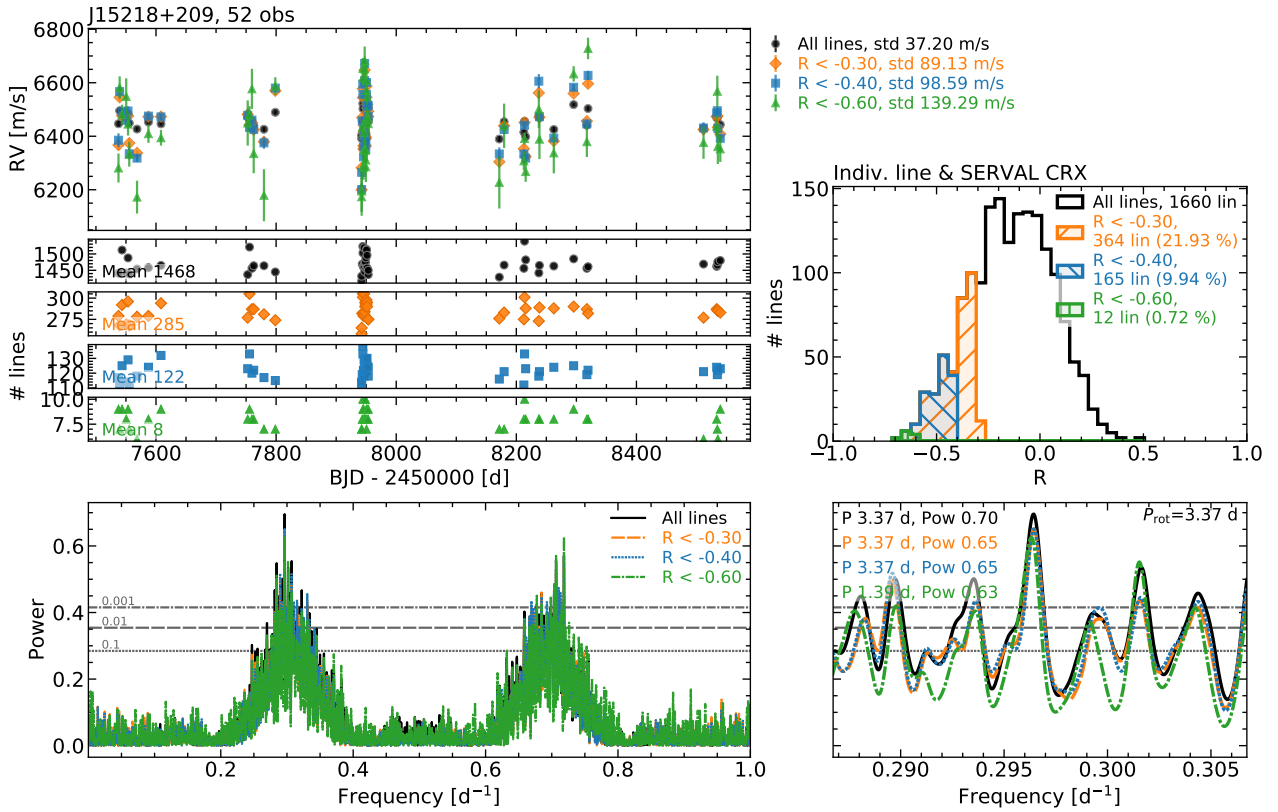 J15218+209, 52 obs
6800
6600
6400
6200
RV [m/s]
All lines, std 37.20 m/s
R < -0.30, std 89.13 m/s
R < -0.40, std 98.59 m/s
R < -0.60, std 139.29 m/s
1500
1450
Mean 1468
300
275
Mean 285
130
120
110
Mean 122
10.0
7.5
Mean 8
# lines
7600
7800
8000
8200
8400
BJD - 2450000 [d]
Indiv. line & SERVAL CRX
All lines, 1660 lin
R < -0.30,
364 lin (21.93 %)
R < -0.40,
165 lin (9.94 %)
R < -0.60,
12 lin (0.72 %)
150
100
50
0
# lines
−1.0
−0.5
0.0
0.5
1.0
R
All lines
R < -0.30
R < -0.40
R < -0.60
0.6
0.4
0.2
0.0
Power
0.001
0.01
0.1
0.2
0.4
0.6
0.8
1.0
Frequency [d⁻¹]
P 3.37 d, Pow 0.70
P 3.37 d, Pow 0.65
P 3.37 d, Pow 0.65
P 1.39 d, Pow 0.63
P_rot=3.37 d
0.290
0.295
0.300
0.305
Frequency [d⁻¹]